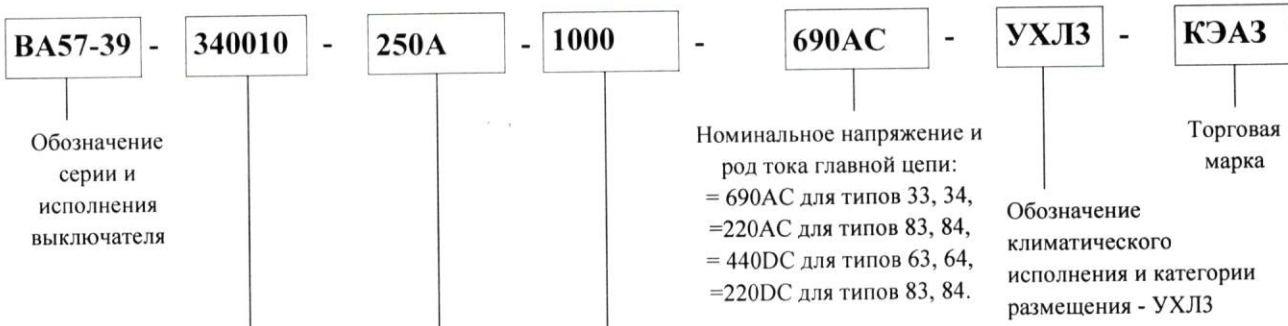 ВА57-39 - 340010 - 250А - 1000 - 690АС - УХЛ3 - КЭАЗ
Обозначение
серии и
исполнения
выключателя
Номинальное напряжение и
род тока главной цепи:
= 690АС для типов 33, 34,
=220АС для типов 83, 84,
= 440DC для типов 63, 64,
=220DC для типов 83, 84.
Обозначение
климатического
исполнения и категории
размещения - УХЛ3
Торговая
марка